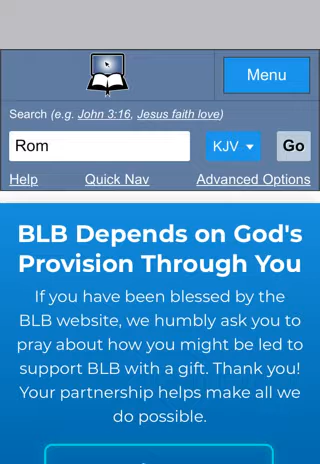 Menu
Search (e.g. John 3:16, Jesus faith love)
Rom
KJV
Go
Help
Quick Nav
Advanced Options
BLB Depends on God's
Provision Through You
If you have been blessed by the
BLB website, we humbly ask you to
pray about how you might be led to
support BLB with a gift. Thank you!
Your partnership helps make all we
do possible.